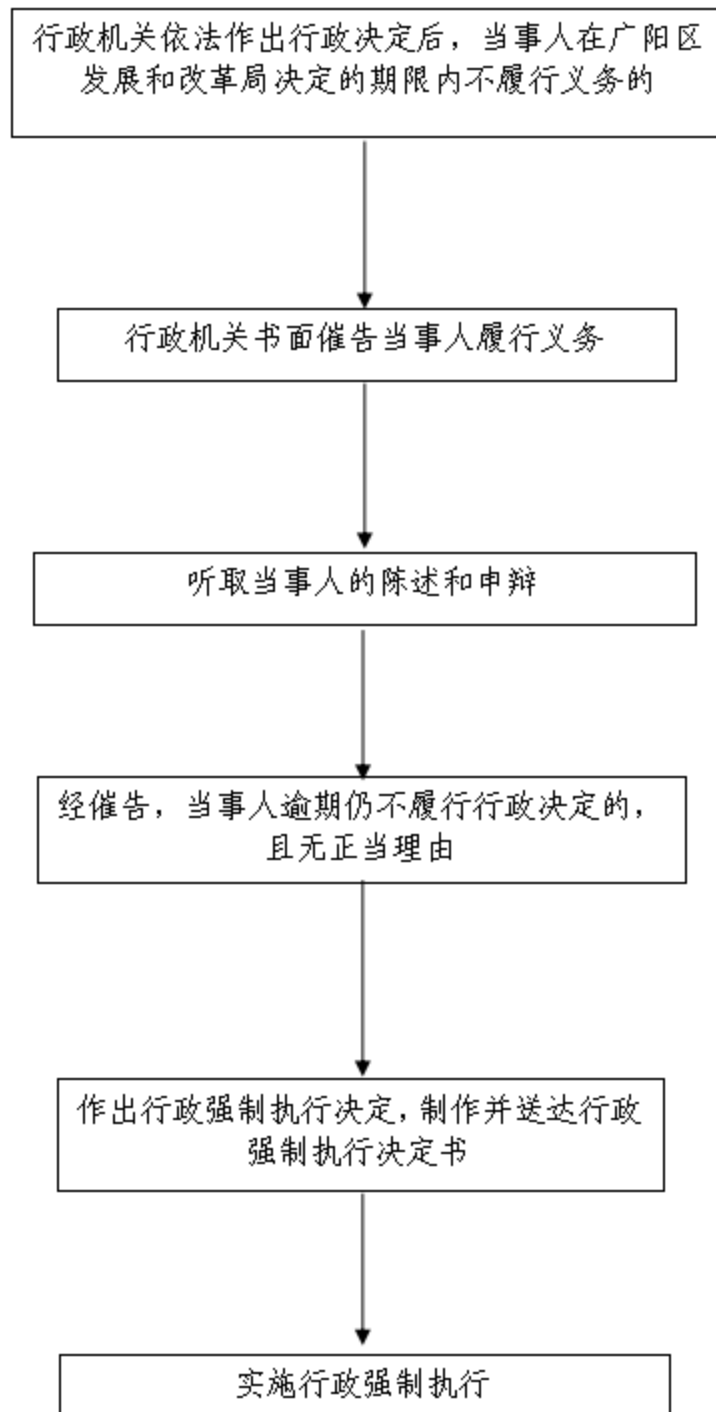 行政机关依法作出行政决定后，当事人在广阳区
发展和改革局决定的期限内不履行义务的
行政机关书面催告当事人履行义务
听取当事人的陈述和申辩
经催告，当事人逾期仍不履行行政决定的，
且无正当理由
作出行政强制执行决定，制作并送达行政
强制执行决定书
实施行政强制执行